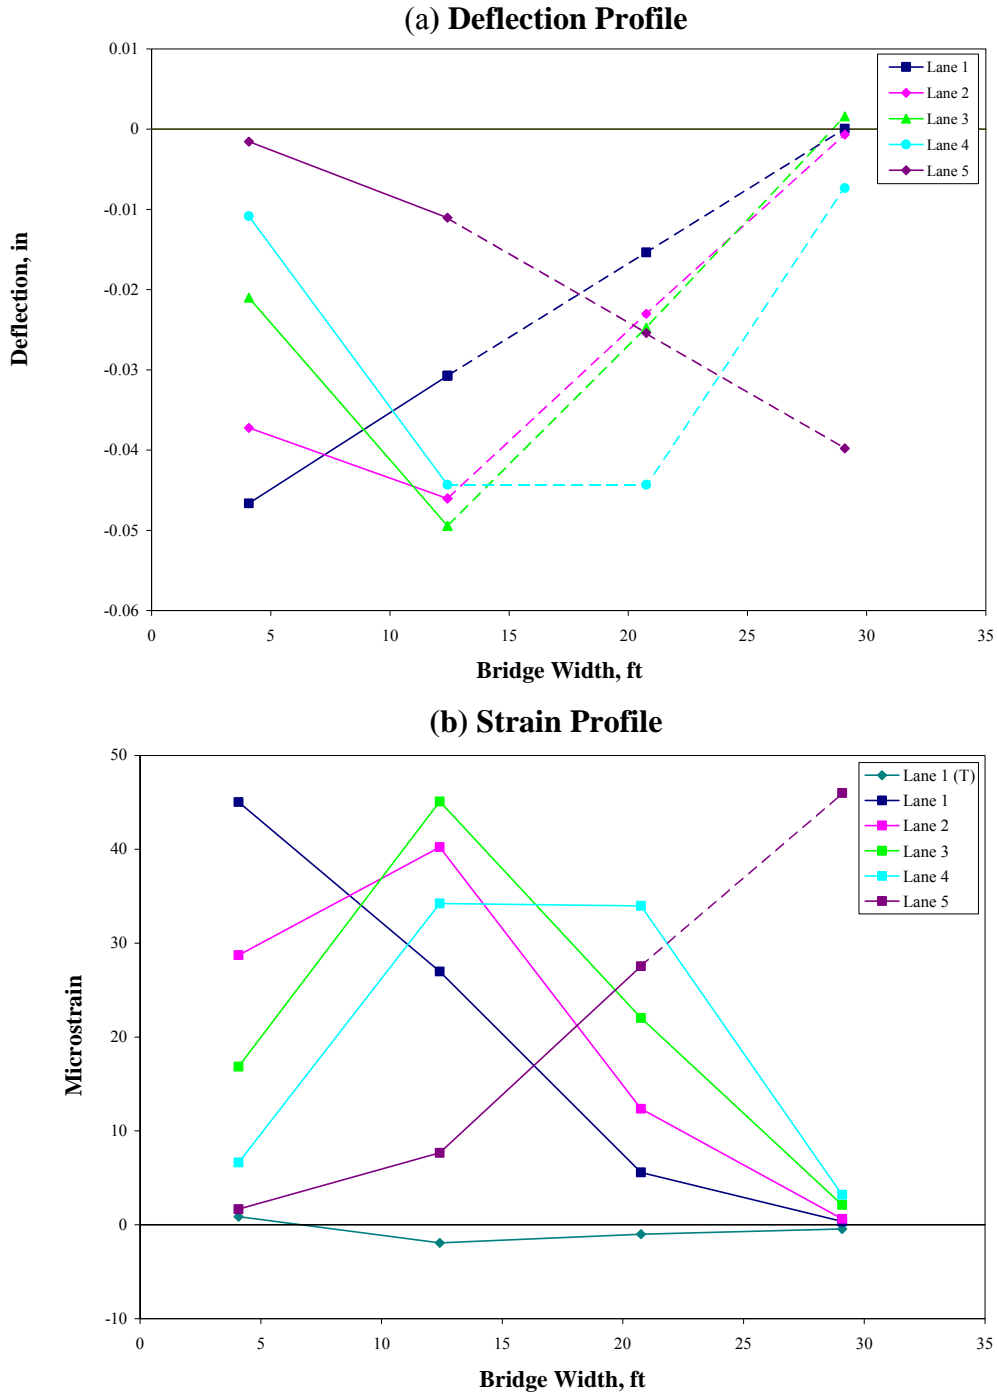 (a) Deflection Profile
0.01
0
-0.01
-0.02
-0.03
-0.04
-0.05
-0.06
Deflection, in
Lane 1
Lane 2
Lane 3
Lane 4
Lane 5
0 5 10 15 20 25 30 35
Bridge Width, ft
(b) Strain Profile
50
40
30
20
10
0
-10
Microstrain
Lane 1 (T)
Lane 1
Lane 2
Lane 3
Lane 4
Lane 5
0 5 10 15 20 25 30 35
Bridge Width, ft